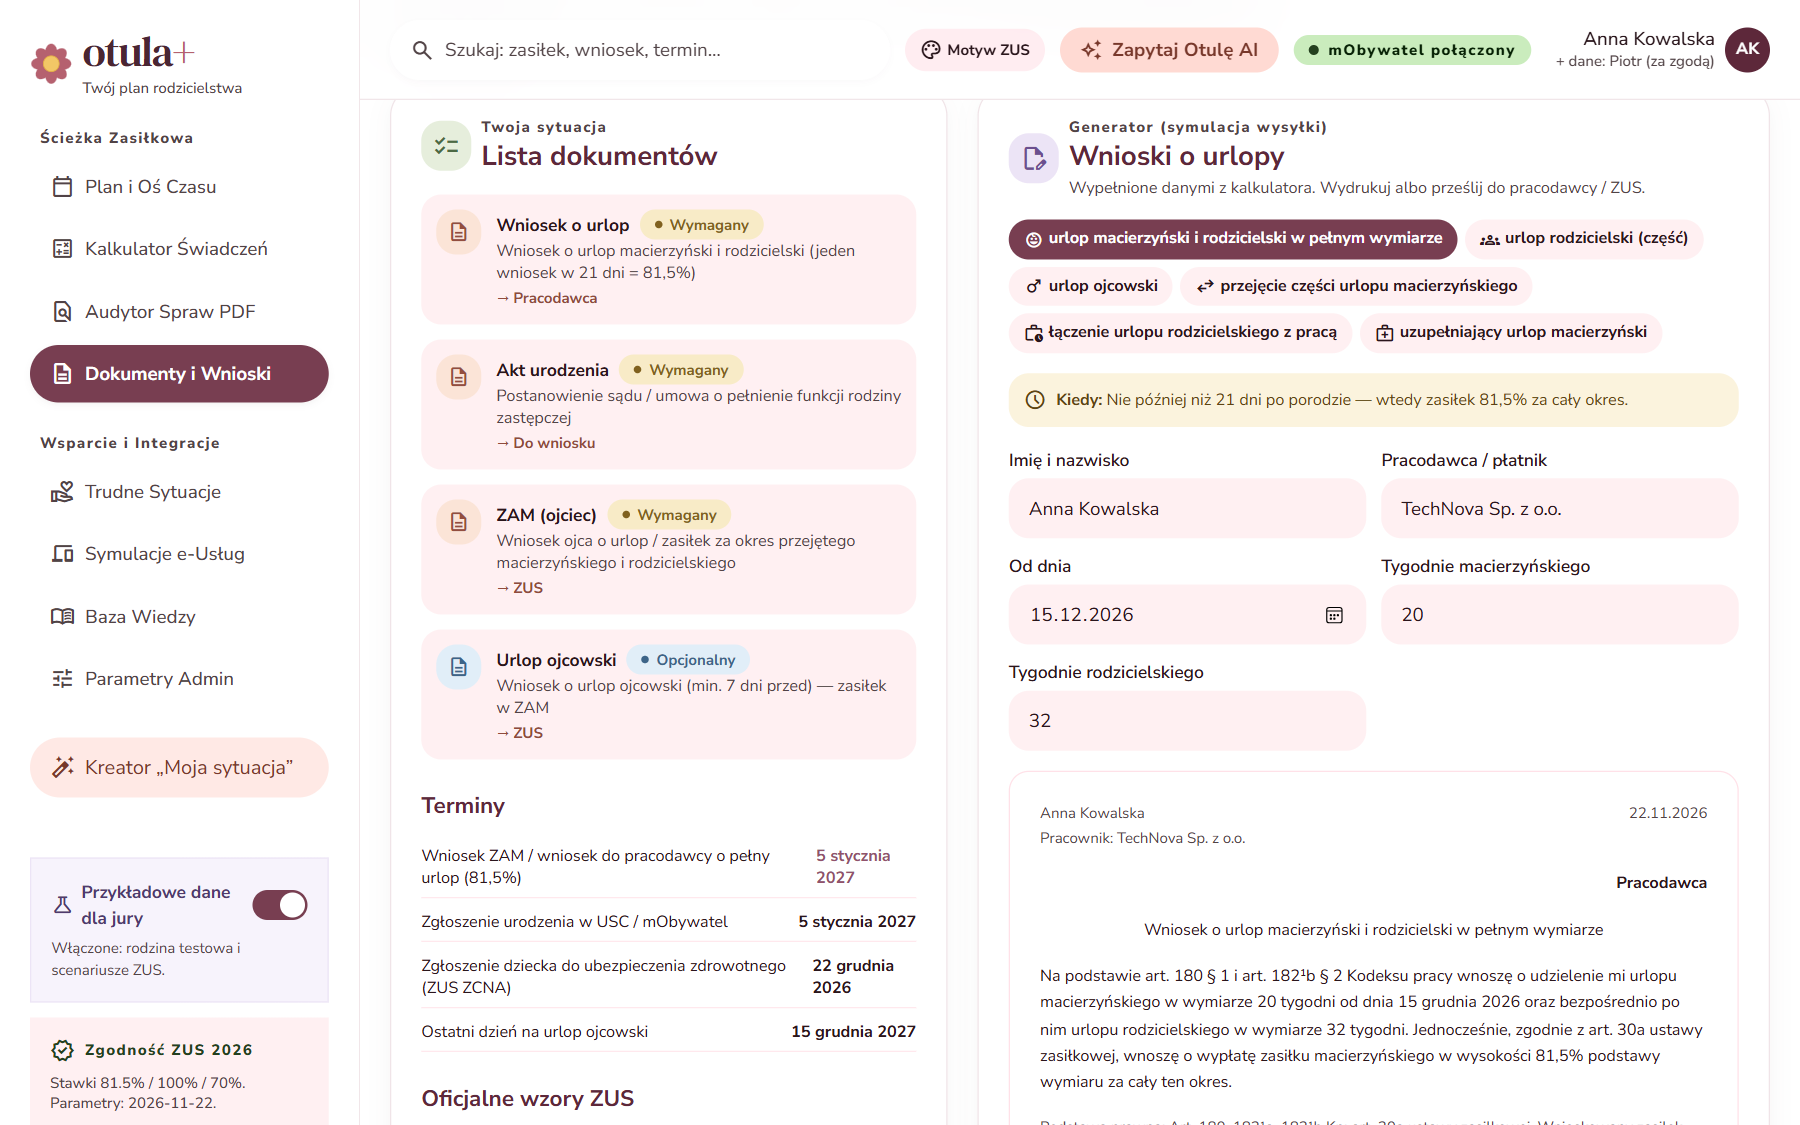 otula+
Twój plan rodzicielstwa
Ścieżka Zasiłkowa
Plan i Oś Czasu
Kalkulator Świadczeń
Audytor Spraw PDF
Dokumenty i Wnioski
Wsparcie i Integracje
Trudne Sytuacje
Symulacje e-Usług
Baza Wiedzy
Parametry Admin
Kreator „Moja sytuacja”
Przykładowe dane
dla jury
Włączone: rodzina testowa i
scenariusze ZUS.
Zgodność ZUS 2026
Stawki 81.5% / 100% / 70%.
Parametry: 2026-11-22.
Szukaj: zasiłek, wniosek, termin...
Motyw ZUS
Zapytaj Otulę AI
mObywatel połączony
Anna Kowalska
+ dane: Piotr (za zgodą)
AK
Twoja sytuacja
Lista dokumentów
Wniosek o urlop
Wymagany
Wniosek o urlop macierzyński i rodzicielski (jeden
wniosek w 21 dni = 81,5%)
→ Pracodawca
Akt urodzenia
Wymagany
Postanowienie sądu / umowa o pełnienie funkcji rodziny
zastępczej
→ Do wniosku
ZAM (ojciec)
Wymagany
Wniosek ojca o urlop / zasiłek za okres przejętego
macierzyńskiego i rodzicielskiego
→ ZUS
Urlop ojcowski
Opcjonalny
Wniosek o urlop ojcowski (min. 7 dni przed) — zasiłek
w ZAM
→ ZUS
Terminy
Wniosek ZAM / wniosek do pracodawcy o pełny
urlop (81,5%)
5 stycznia
2027
Zgłoszenie urodzenia w USC / mObywatel
5 stycznia 2027
Zgłoszenie dziecka do ubezpieczenia zdrowotnego
(ZUS ZCNA)
22 grudnia
2026
Ostatni dzień na urlop ojcowski
15 grudnia 2027
Oficjalne wzory ZUS
Generator (symulacja wysyłki)
Wnioski o urlopy
Wypełnione danymi z kalkulatora. Wydrukuj albo prześlij do pracodawcy / ZUS.
urlop macierzyński i rodzicielski w pełnym wymiarze
urlop rodzicielski (część)
urlop ojcowski
przejęcie części urlopu macierzyńskiego
łączenie urlopu rodzicielskiego z pracą
uzupełniający urlop macierzyński
Kiedy: Nie później niż 21 dni po porodzie — wtedy zasiłek 81,5% za cały okres.
Imię i nazwisko
Pracodawca / płatnik
Anna Kowalska
TechNova Sp. z o.o.
Od dnia
Tygodnie macierzyńskiego
15.12.2026
20
Tygodnie rodzicielskiego
32
Anna Kowalska
22.11.2026
Pracownik: TechNova Sp. z o.o.
Pracodawca
Wniosek o urlop macierzyński i rodzicielski w pełnym wymiarze
Na podstawie art. 180 § 1 i art. 182¹b § 2 Kodeksu pracy wnoszę o udzielenie mi urlopu
macierzyńskiego w wymiarze 20 tygodni od dnia 15 grudnia 2026 oraz bezpośrednio po
nim urlopu rodzicielskiego w wymiarze 32 tygodni. Jednocześnie, zgodnie z art. 30a ustawy
zasiłkowej, wnoszę o wypłatę zasiłku macierzyńskiego w wysokości 81,5% podstawy
wymiaru za cały ten okres.